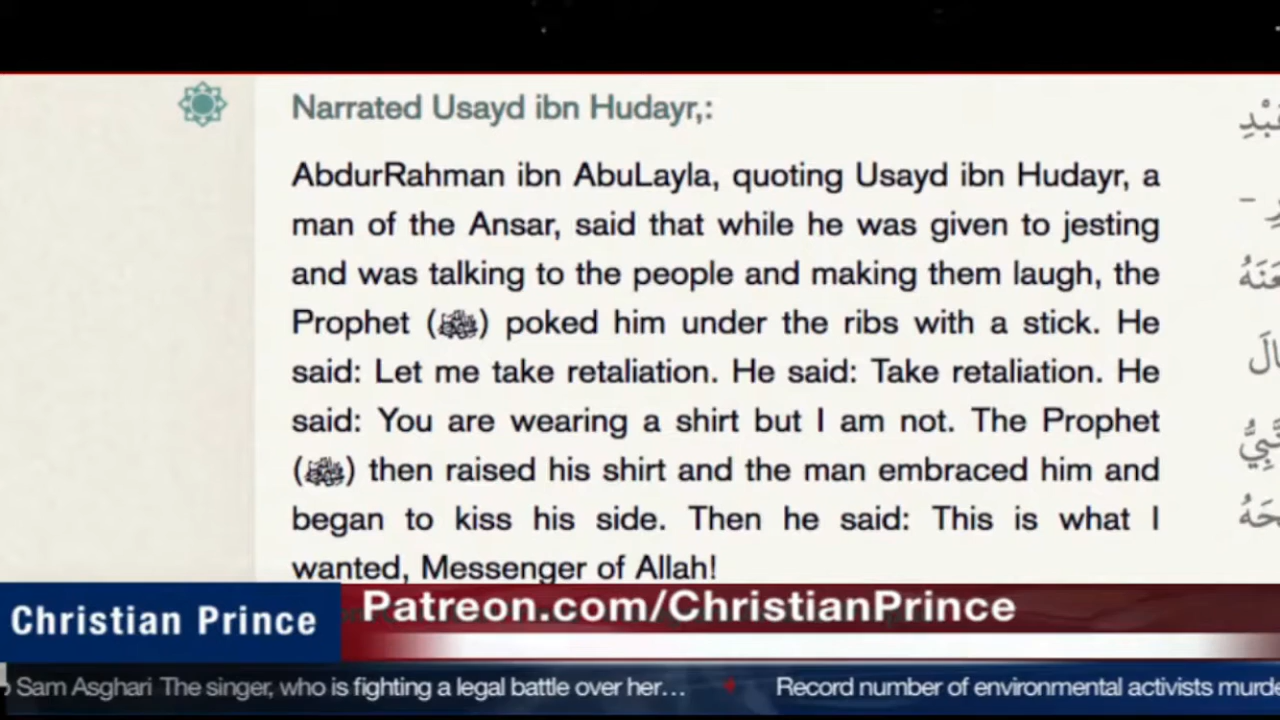 Narrated Usayd ibn Hudayr,:
AbdurRahman ibn AbuLayla, quoting Usayd ibn Hudayr, a
man of the Ansar, said that while he was given to jesting
and was talking to the people and making them laugh, the
Prophet (ﷺ) poked him under the ribs with a stick. He
said: Let me take retaliation. He said: Take retaliation. He
said: You are wearing a shirt but I am not. The Prophet
(ﷺ) then raised his shirt and the man embraced him and
began to kiss his side. Then he said: This is what I
wanted, Messenger of Allah!
Christian Prince
Patreon.com/ChristianPrince
Sam Asghari The singer, who is fighting a legal battle over her... Record number of environmental activists murde